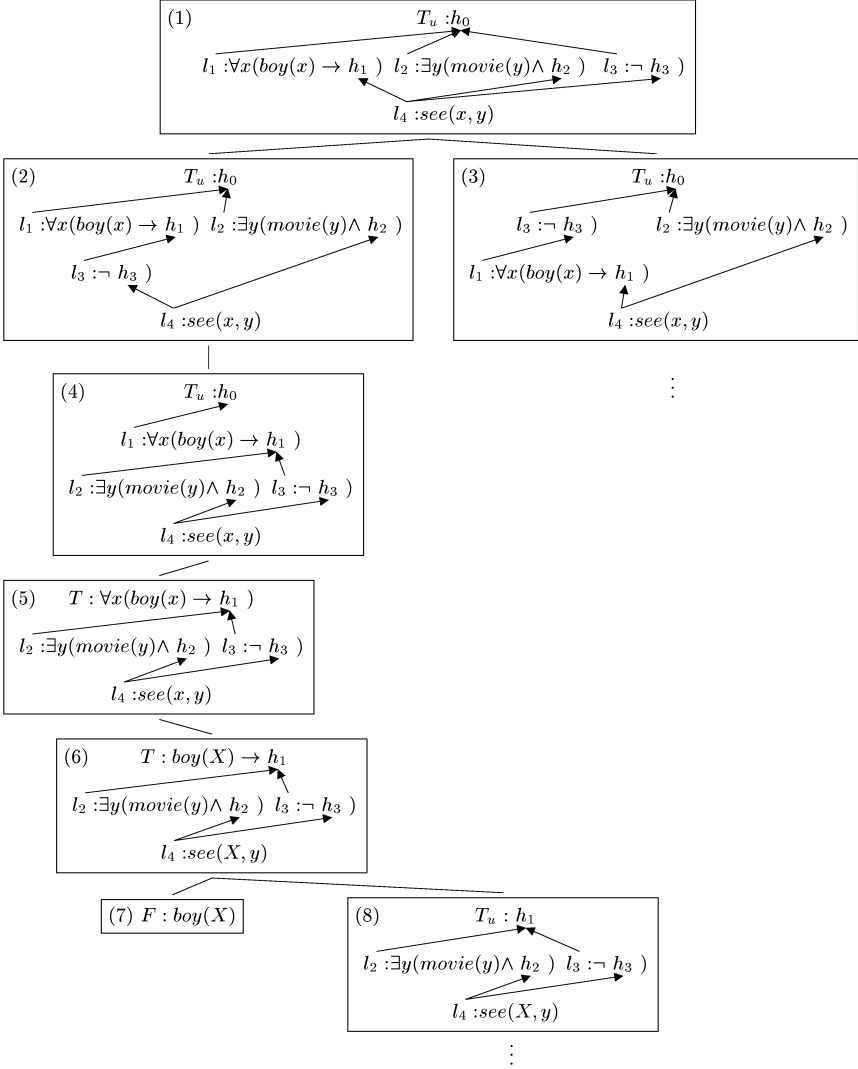 (1) T_u : h_0
l_1 : ∀x(boy(x) → h_1 ) l_2 : ∃y(movie(y) ∧ h_2 ) l_3 : ¬ h_3 )
l_4 : see(x, y)
(2) T_u : h_0
l_1 : ∀x(boy(x) → h_1 ) l_2 : ∃y(movie(y) ∧ h_2 )
l_3 : ¬ h_3 )
l_4 : see(x, y)
(3) T_u : h_0
l_3 : ¬ h_3 ) l_2 : ∃y(movie(y) ∧ h_2 )
l_1 : ∀x(boy(x) → h_1 )
l_4 : see(x, y)
⋮
(4) T_u : h_0
l_1 : ∀x(boy(x) → h_1 )
l_2 : ∃y(movie(y) ∧ h_2 ) l_3 : ¬ h_3 )
l_4 : see(x, y)
(5) T : ∀x(boy(x) → h_1 )
l_2 : ∃y(movie(y) ∧ h_2 ) l_3 : ¬ h_3 )
l_4 : see(x, y)
(6) T : boy(X) → h_1
l_2 : ∃y(movie(y) ∧ h_2 ) l_3 : ¬ h_3 )
l_4 : see(X, y)
(7) F : boy(X)
(8) T_u : h_1
l_2 : ∃y(movie(y) ∧ h_2 ) l_3 : ¬ h_3 )
l_4 : see(X, y)
⋮